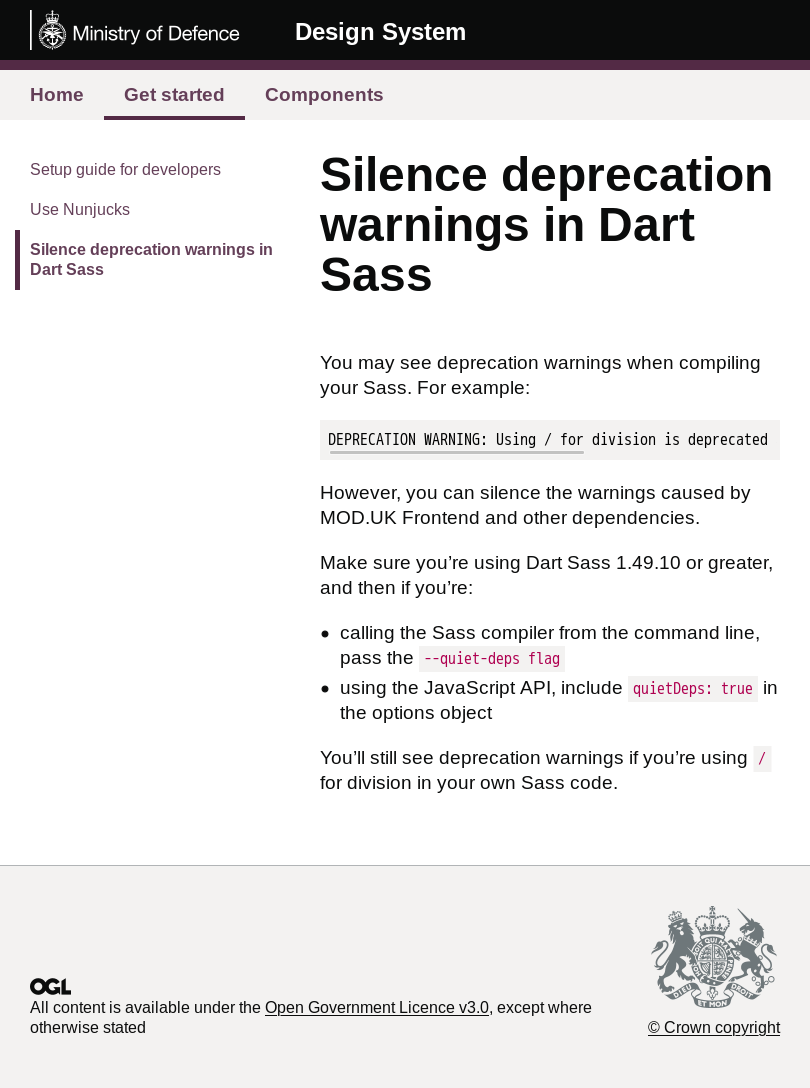 Ministry of Defence
Design System
Home
Get started
Components
Setup guide for developers
Use Nunjucks
Silence deprecation warnings in
Dart Sass
Silence deprecation
warnings in Dart
Sass
You may see deprecation warnings when compiling
your Sass. For example:
DEPRECATION WARNING: Using / for division is deprecated
However, you can silence the warnings caused by
MOD.UK Frontend and other dependencies.
Make sure you’re using Dart Sass 1.49.10 or greater,
and then if you’re:
• calling the Sass compiler from the command line,
pass the --quiet-deps flag
• using the JavaScript API, include quietDeps: true in
the options object
You’ll still see deprecation warnings if you’re using /
for division in your own Sass code.
OGL
All content is available under the Open Government Licence v3.0, except where
otherwise stated
© Crown copyright